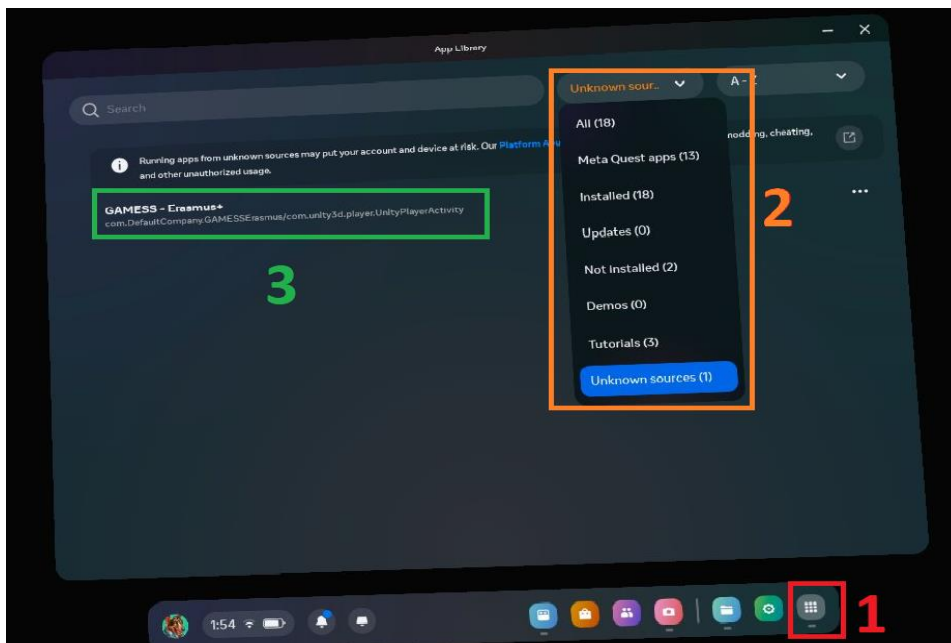 App Library
Search
Unknown sour..
A - Z
All (18)
Meta Quest apps (13)
Installed (18)
Updates (0)
Not Installed (2)
Demos (0)
Tutorials (3)
Unknown sources (1)
2
Running apps from unknown sources may put your account and device at risk. Our Platform modding, cheating,
and other unauthorized usage.
GAMESS - Erasmus+
com.DefaultCompany.GAMESSErasmus/com.unity3d.player.UnityPlayerActivity
3
1:54
1